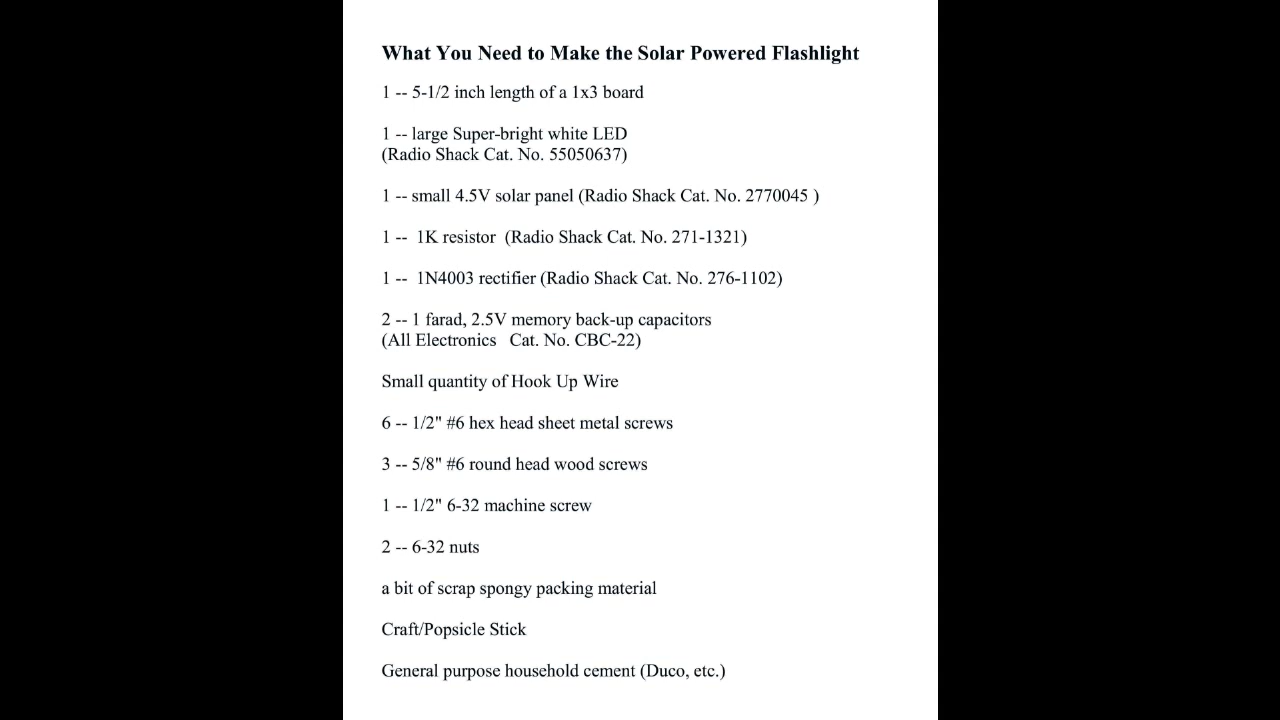 What You Need to Make the Solar Powered Flashlight
1 -- 5-1/2 inch length of a 1x3 board
1 -- large Super-bright white LED
(Radio Shack Cat. No. 55050637)
1 -- small 4.5V solar panel (Radio Shack Cat. No. 2770045 )
1 --  1K resistor  (Radio Shack Cat. No. 271-1321)
1 --  1N4003 rectifier (Radio Shack Cat. No. 276-1102)
2 -- 1 farad, 2.5V memory back-up capacitors
(All Electronics   Cat. No. CBC-22)
Small quantity of Hook Up Wire
6 -- 1/2" #6 hex head sheet metal screws
3 -- 5/8" #6 round head wood screws
1 -- 1/2" 6-32 machine screw
2 -- 6-32 nuts
a bit of scrap spongy packing material
Craft/Popsicle Stick
General purpose household cement (Duco, etc.)